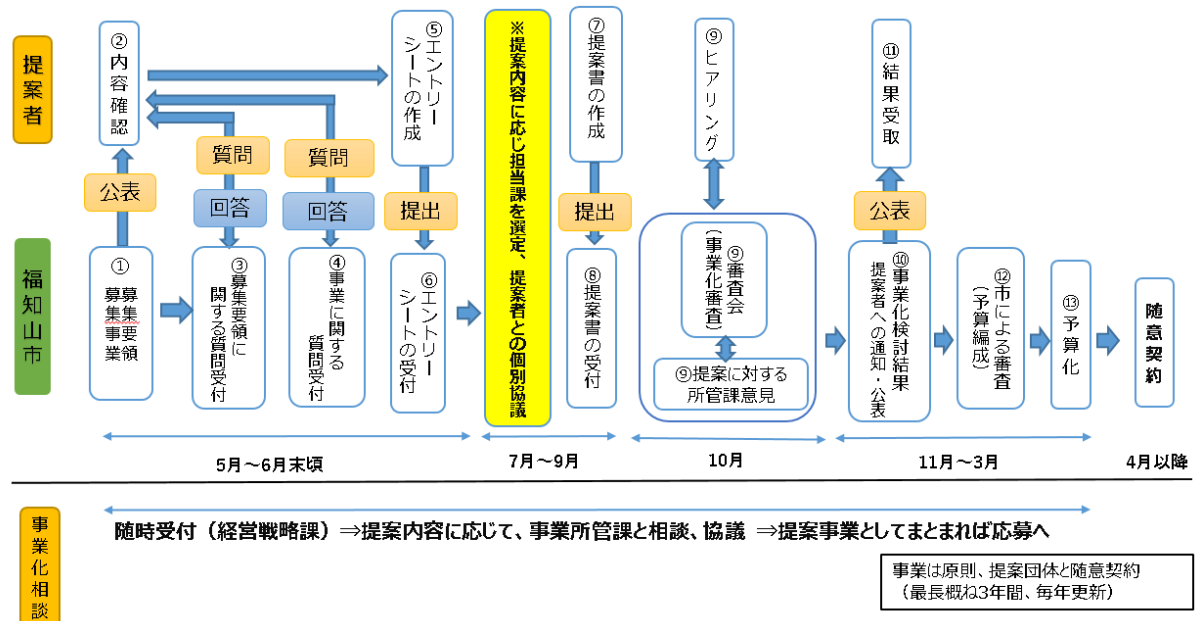 提案者
②内容確認
⑤エントリー
シートの作成
※提案内容に応じ担当課を選定、提案者との個別協議
⑦提案書の作成
⑨ヒアリング
⑪結果受取
公表
質問
回答
質問
回答
提出
提出
公表
福知山市
①
募集要領
募集事業
③募集要領に
関する質問受付
④事業に関する
質問受付
⑥エントリー
シートの受付
⑧提案書の受付
⑨審査会
(事業化審査)
⑨提案に対する
所管課意見
⑩事業化検討結果
提案者への通知・公表
⑫市による審査
(予算編成)
⑬予算化
随意契約
5月～6月末頃
7月～9月
10月
11月～3月
4月以降
事業化相談
随時受付（経営戦略課）⇒提案内容に応じて、事業所管課と相談、協議 ⇒提案事業としてまとまれば応募へ
事業は原則、提案団体と随意契約
（最長概ね3年間、毎年更新）